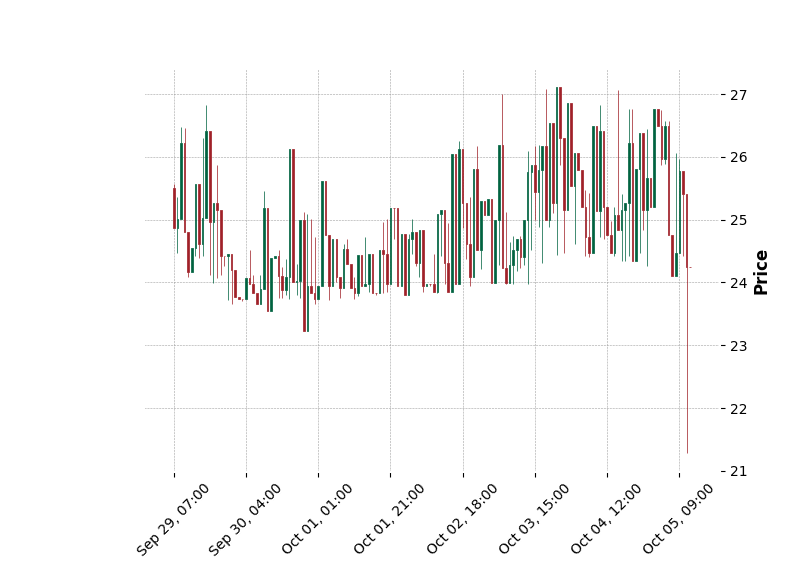 27
26
25
24
23
22
21
Price
Sep 29, 07:00
Sep 30, 04:00
Oct 01, 01:00
Oct 01, 21:00
Oct 02, 18:00
Oct 03, 15:00
Oct 04, 12:00
Oct 05, 09:00